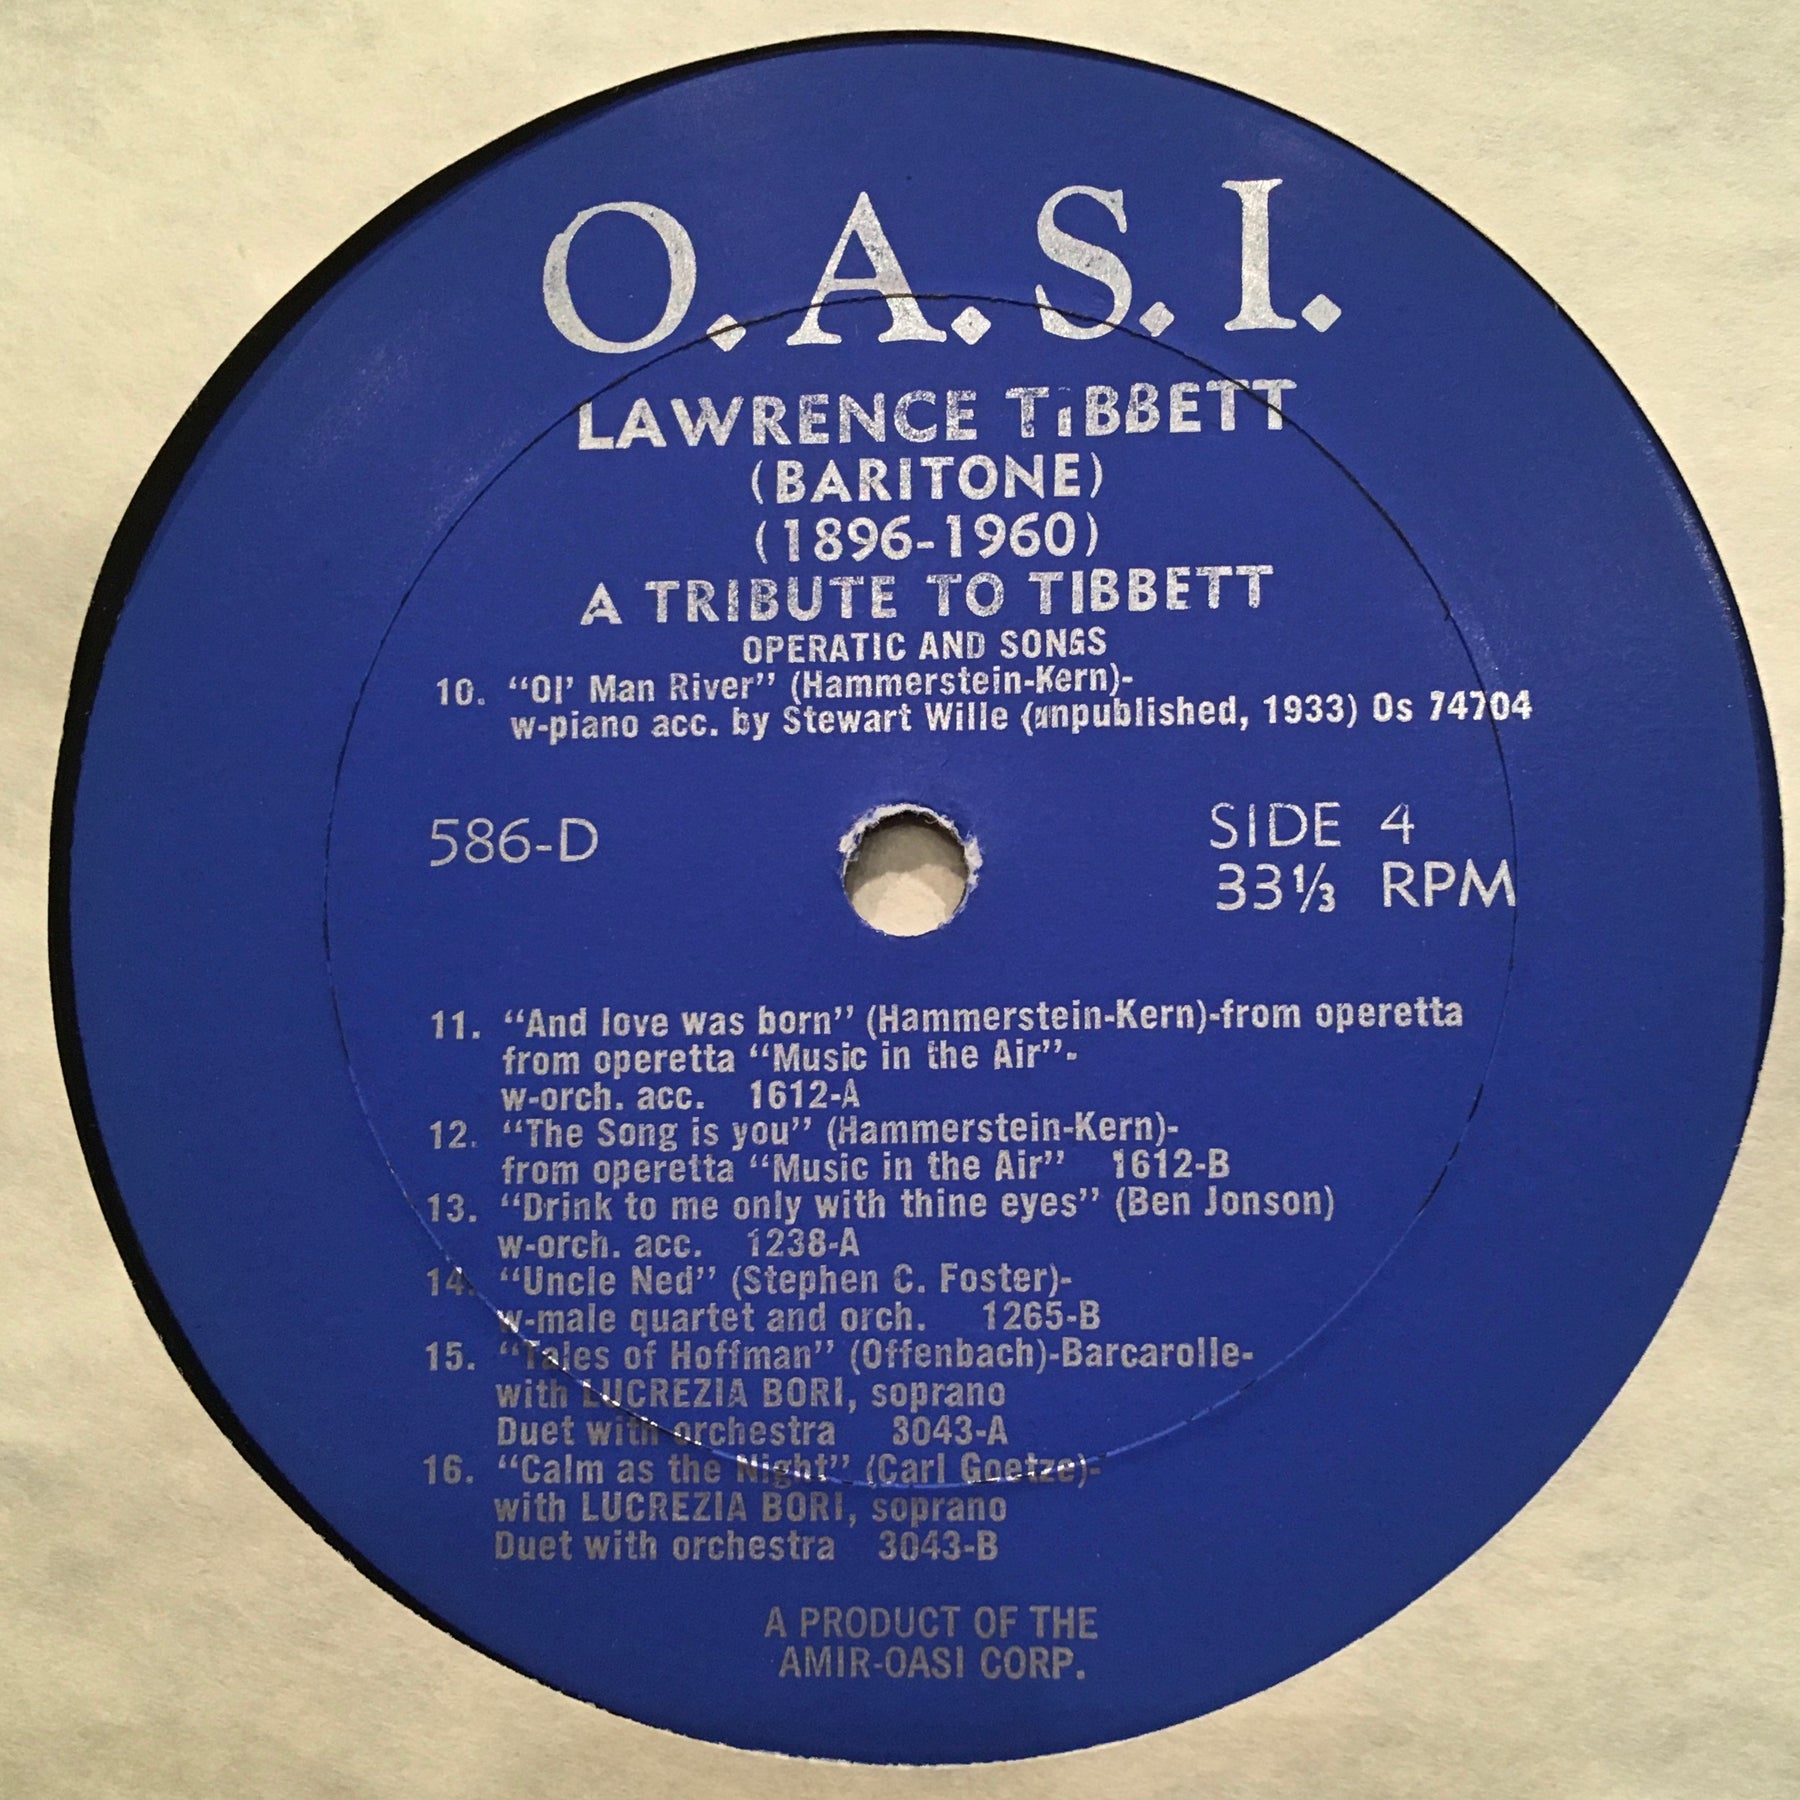 O.A.S.I.
LAWRENCE TiBBETT
(BARITONE)
(1896-1960)
A TRIBUTE TO TIBBETT
OPERATIC AND SONGS
10. “Ol’ Man River” (Hammerstein-Kern)-
w-piano acc. by Stewart Wille (unpublished, 1933) Os 74704
586-D
SIDE 4
33⅓ RPM
11. “And love was born” (Hammerstein-Kern)-from operetta
from operetta “Music in the Air”-
w-orch. acc. 1612-A
12. “The Song is you” (Hammerstein-Kern)-
from operetta “Music in the Air” 1612-B
13. “Drink to me only with thine eyes” (Ben Jonson)
w-orch. acc. 1238-A
14. “Uncle Ned” (Stephen C. Foster)-
w-male quartet and orch. 1265-B
15. “Tales of Hoffman” (Offenbach)-Barcarolle-
with LUCREZIA BORI, soprano
Duet with orchestra 3043-A
16. “Calm as the Night” (Carl Goetze)-
with LUCREZIA BORI, soprano
Duet with orchestra 3043-B
A PRODUCT OF THE
AMIR-OASI CORP.